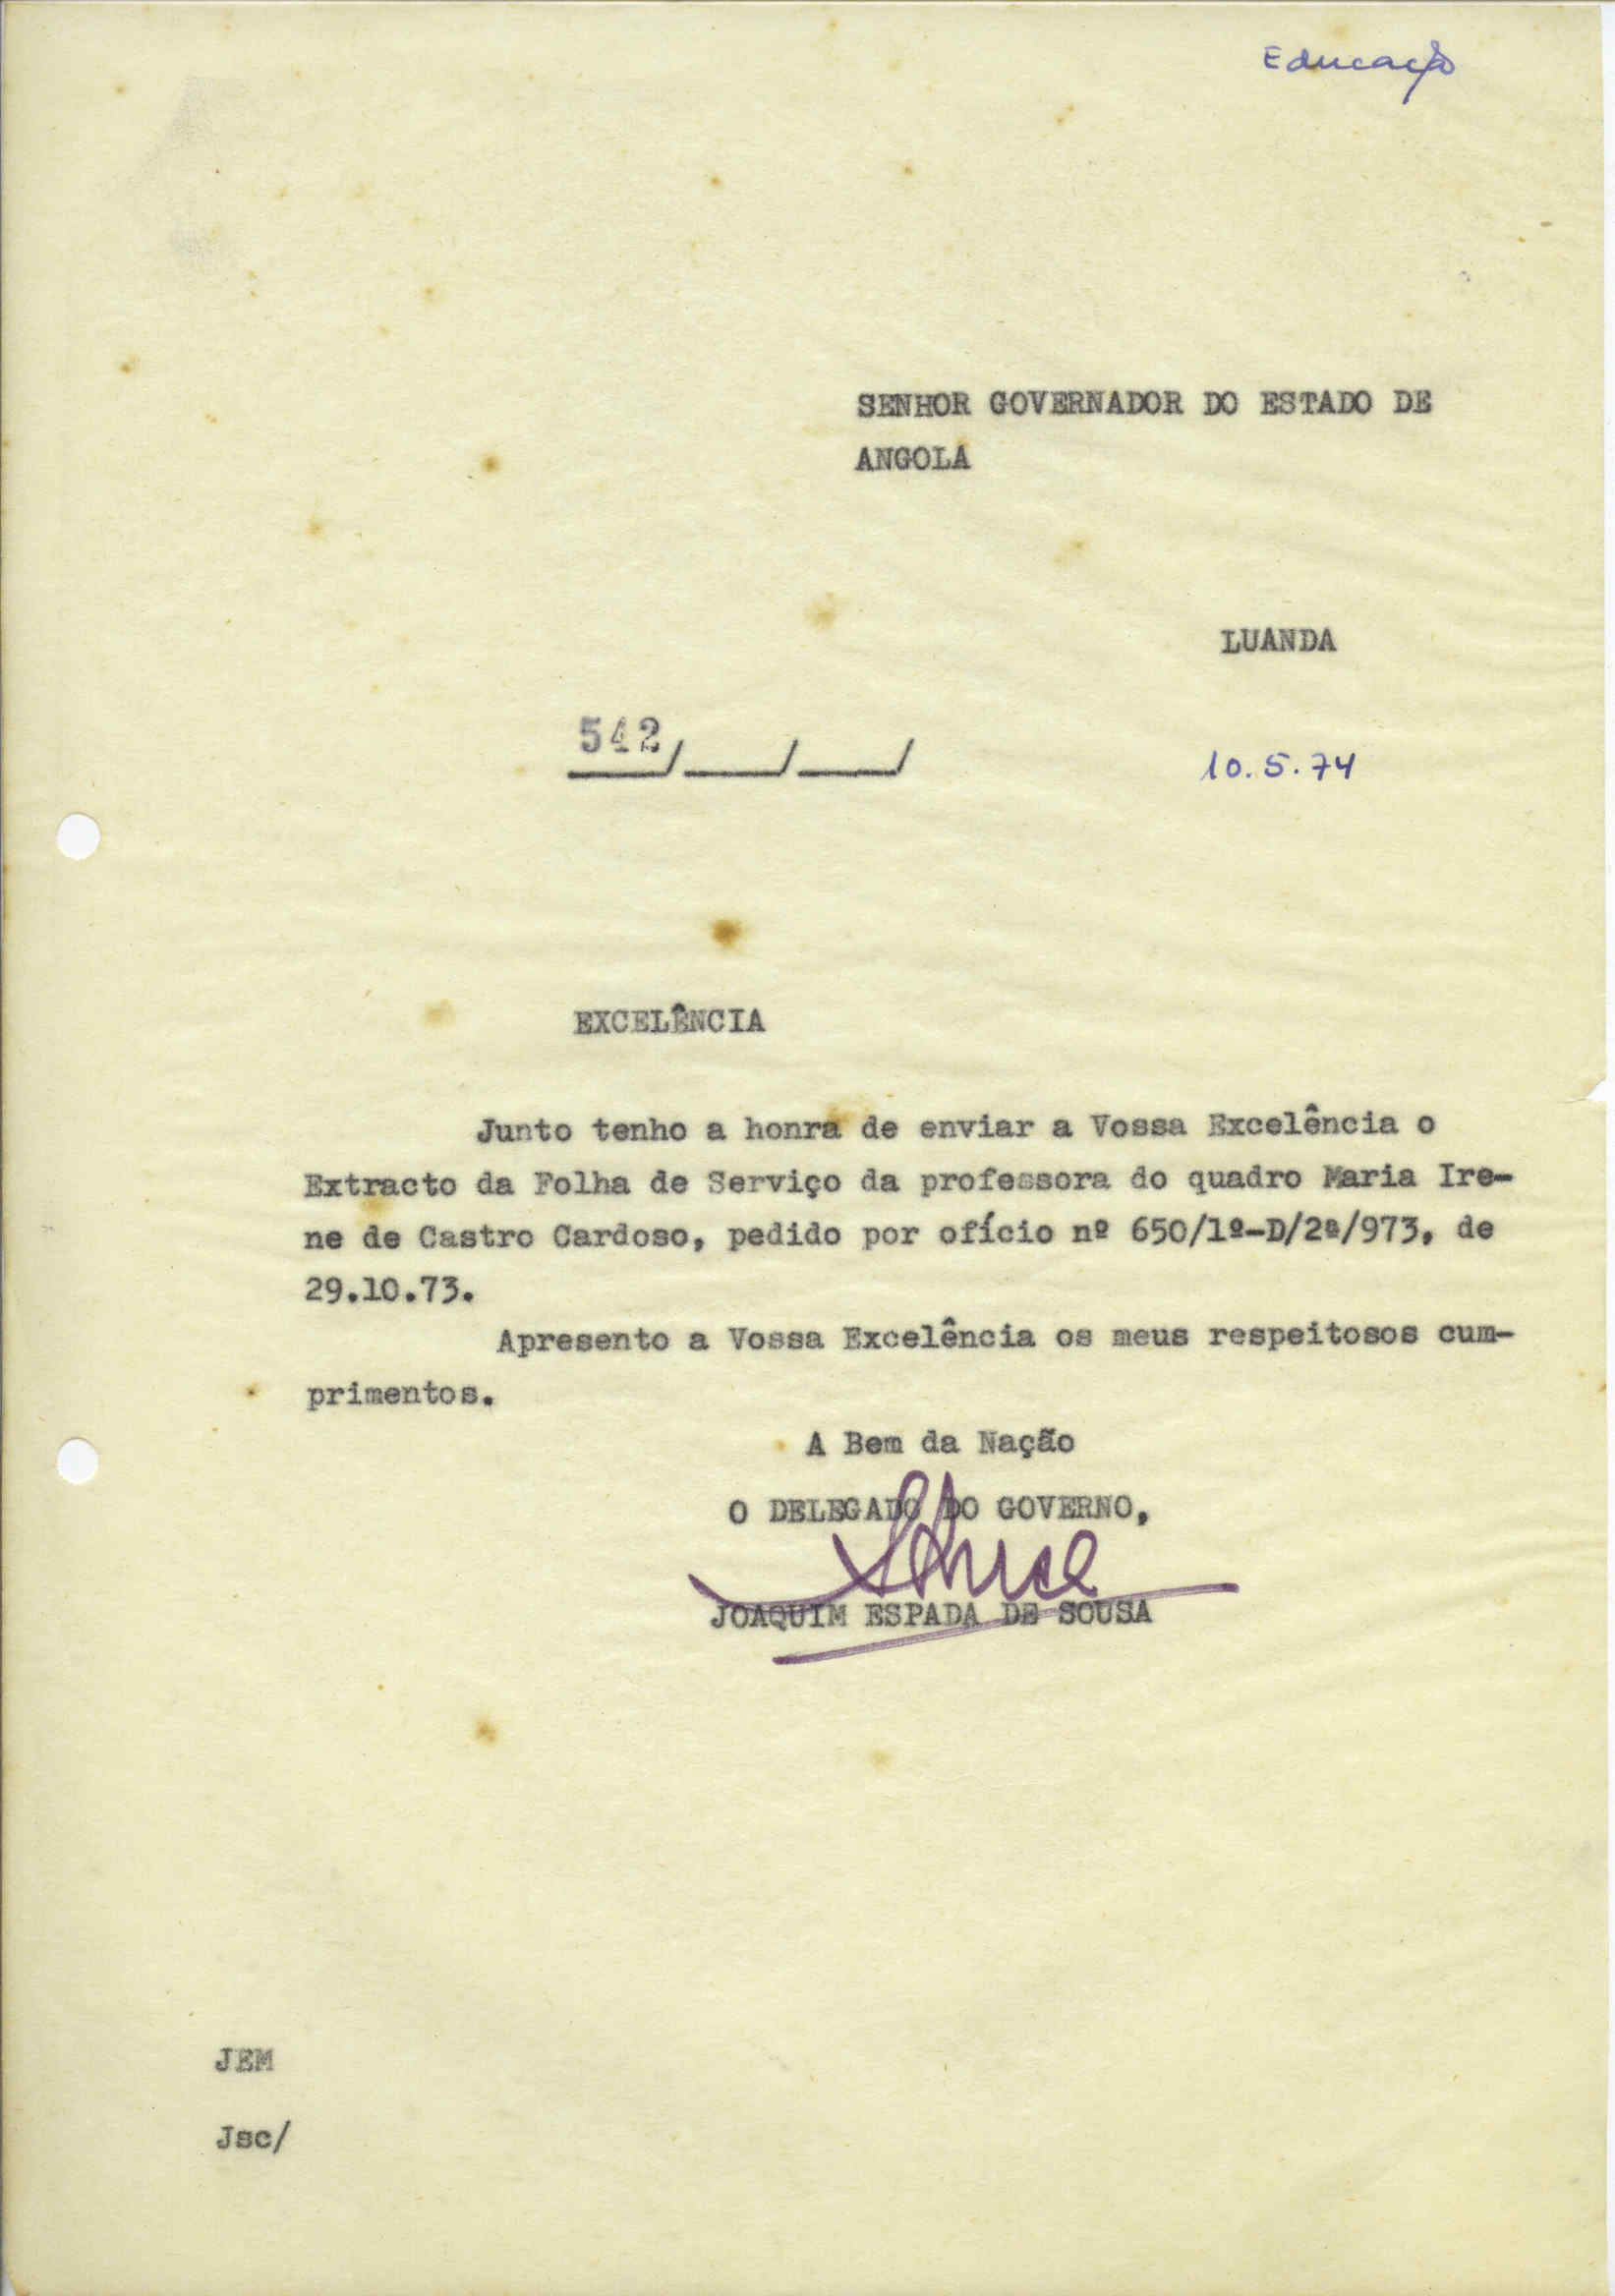 Educação
SENHOR GOVERNADOR DO ESTADO DE
ANGOLA
LUANDA
542/___/___/
10.5.74
EXCELÊNCIA
Junto tenho a honra de enviar a Vossa Excelência o
Extracto da Folha de Serviço da professora do quadro Maria Ire-
ne de Castro Cardoso, pedido por ofício nº 650/1º-D/2ª/973, de
29.10.73.
Apresento a Vossa Excelência os meus respeitosos cum-
primentos.
A Bem da Nação
O DELEGADO DO GOVERNO,
JOAQUIM ESPADA DE SOUSA
JEM
Jsc/